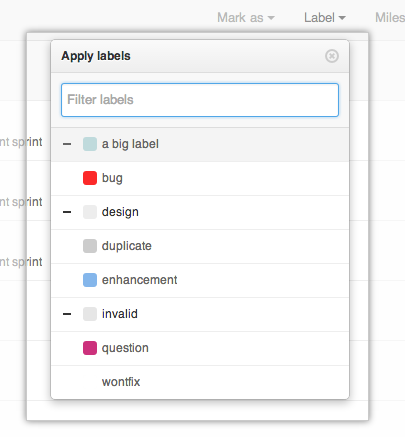 Mark as Label Miles
Apply labels
Filter labels
a big label
nt sprint
bug
nt sprint
design
duplicate
nt sprint
enhancement
invalid
question
wontfix